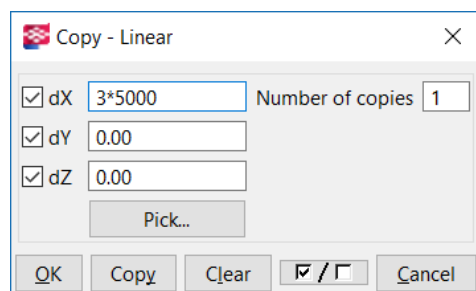 Copy - Linear
dX 3*5000 Number of copies 1
dY 0.00
dZ 0.00
Pick...
OK Copy Clear / Cancel